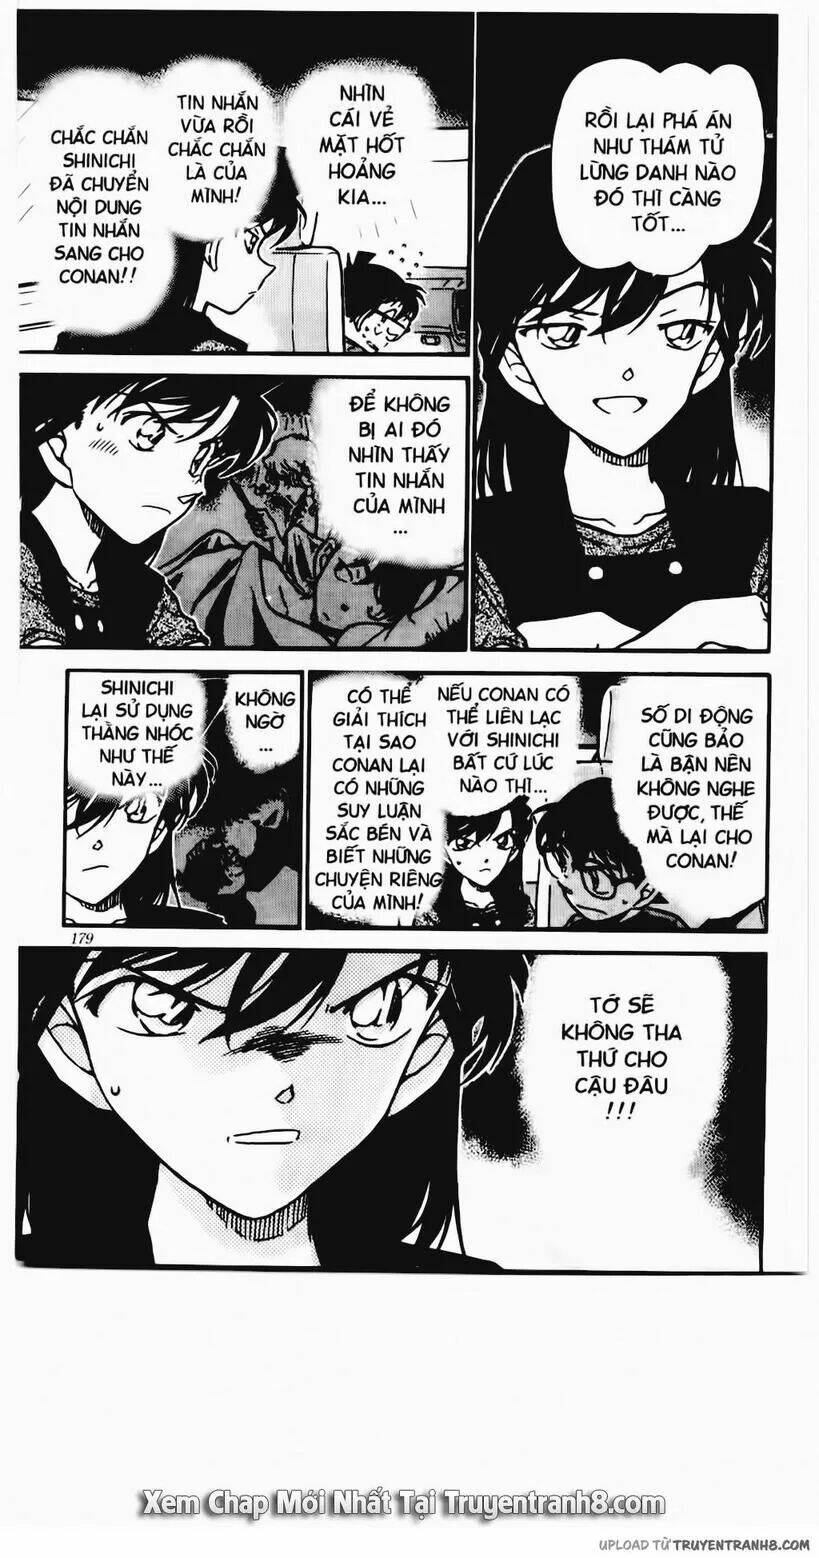 RỒI LẠI PHÁ ÁN
NHƯ THÁM TỬ
LỪNG DANH NÀO
ĐÓ THÌ CÀNG
TỐT...
NHÌN
CÁI VẺ
MẶT HỐT
HOẢNG
KIA...
TIN NHẮN
VỪA RỒI
CHẮC CHẮN
LÀ CỦA
MÌNH!
CHẮC CHẮN
SHINICHI
ĐÃ CHUYỂN
NỘI DUNG
TIN NHẮN
SANG CHO
CONAN!!
ĐỂ KHÔNG
BỊ AI ĐÓ
NHÌN THẤY
TIN NHẮN
CỦA MÌNH
...
SỐ DI ĐỘNG
CŨNG BẢO
LÀ BẬN NÊN
KHÔNG NGHE
ĐƯỢC, THẾ
MÀ LẠI CHO
CONAN!
NẾU CONAN CÓ
THỂ LIÊN LẠC
VỚI SHINICHI
BẤT CỨ LÚC
NÀO THÌ...
CÓ THỂ
GIẢI THÍCH
TẠI SAO
CONAN LẠI
CÓ NHỮNG
SUY LUẬN
SẮC BÉN VÀ
BIẾT NHỮNG
CHUYỆN RIÊNG
CỦA MÌNH!
KHÔNG
NGỜ
...
SHINICHI
LẠI SỬ DỤNG
THẰNG NHÓC
NHƯ THẾ
NÀY...
179
TỚ SẼ
KHÔNG THA
THỨ CHO
CẬU ĐÂU
!!!
Xem Chap Mới Nhất Tại Truyentranh8.com
UPLOAD TỪ TRUYENTRANH8.COM